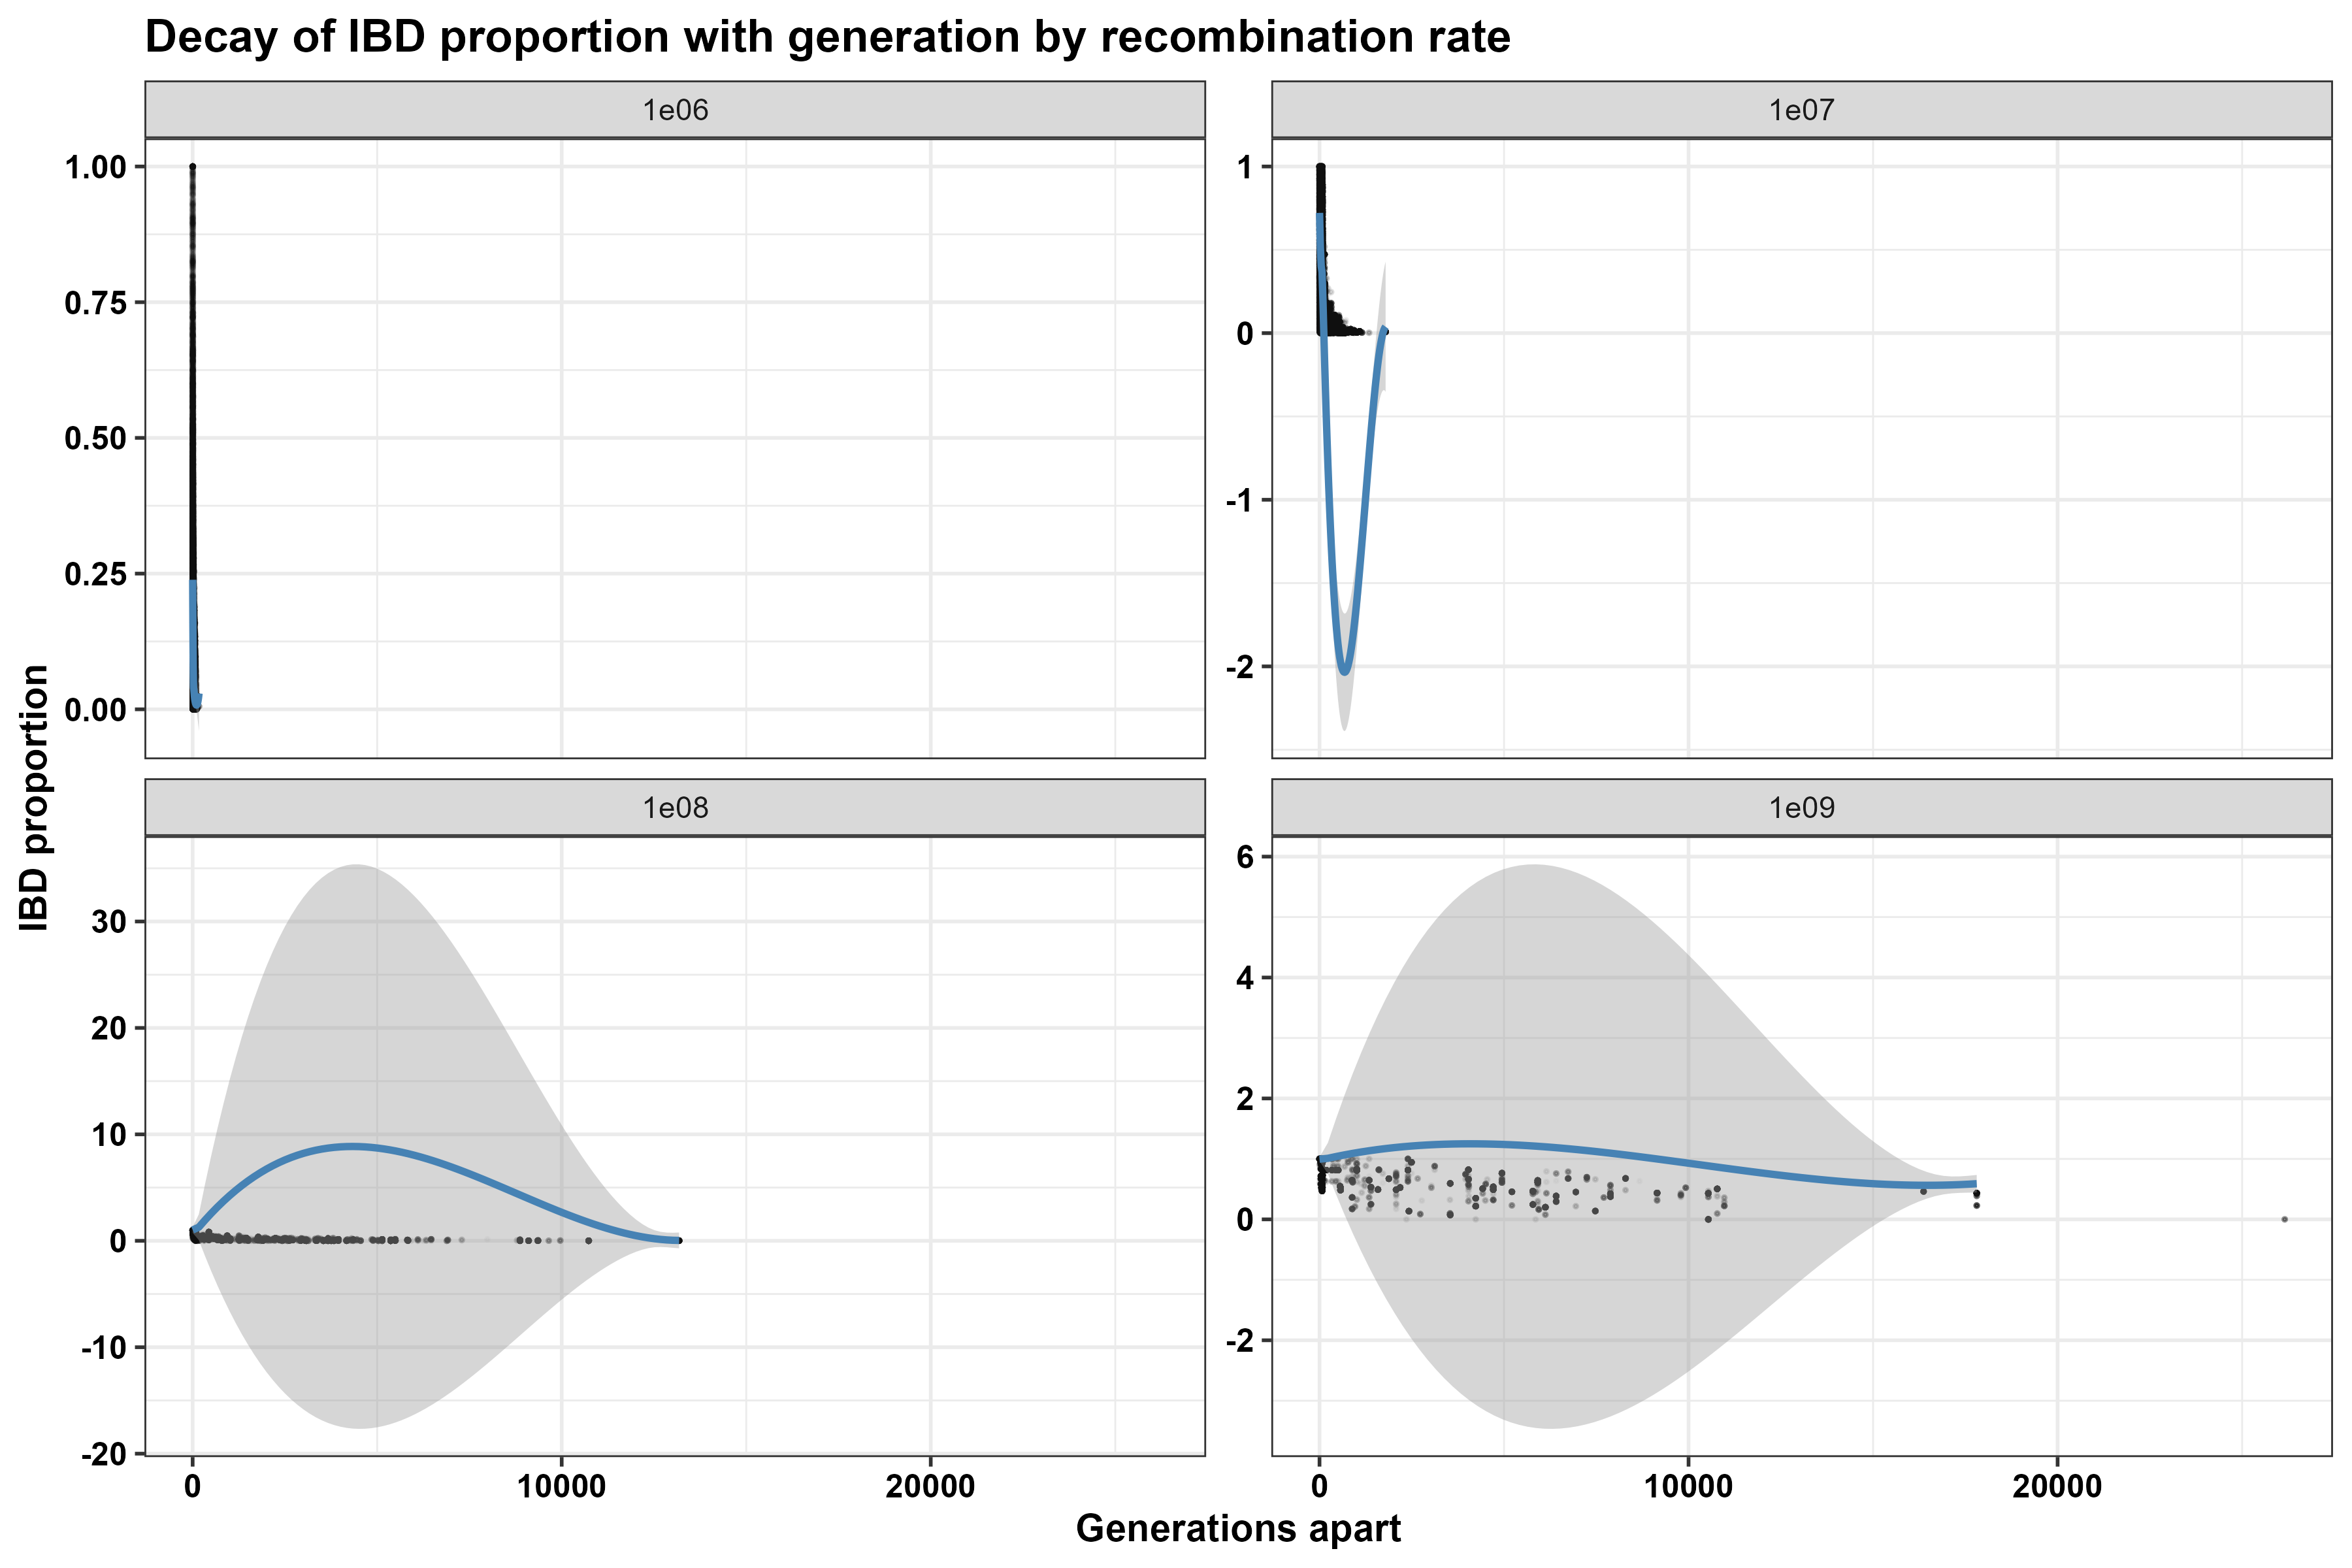 Decay of IBD proportion with generation by recombination rate
1e06
1e07
1.00
0.75
0.50
0.25
0.00
1
0
-1
-2
IBD proportion
1e08
1e09
30
20
10
0
-10
-20
6
4
2
0
-2
0 10000 20000
0 10000 20000
Generations apart